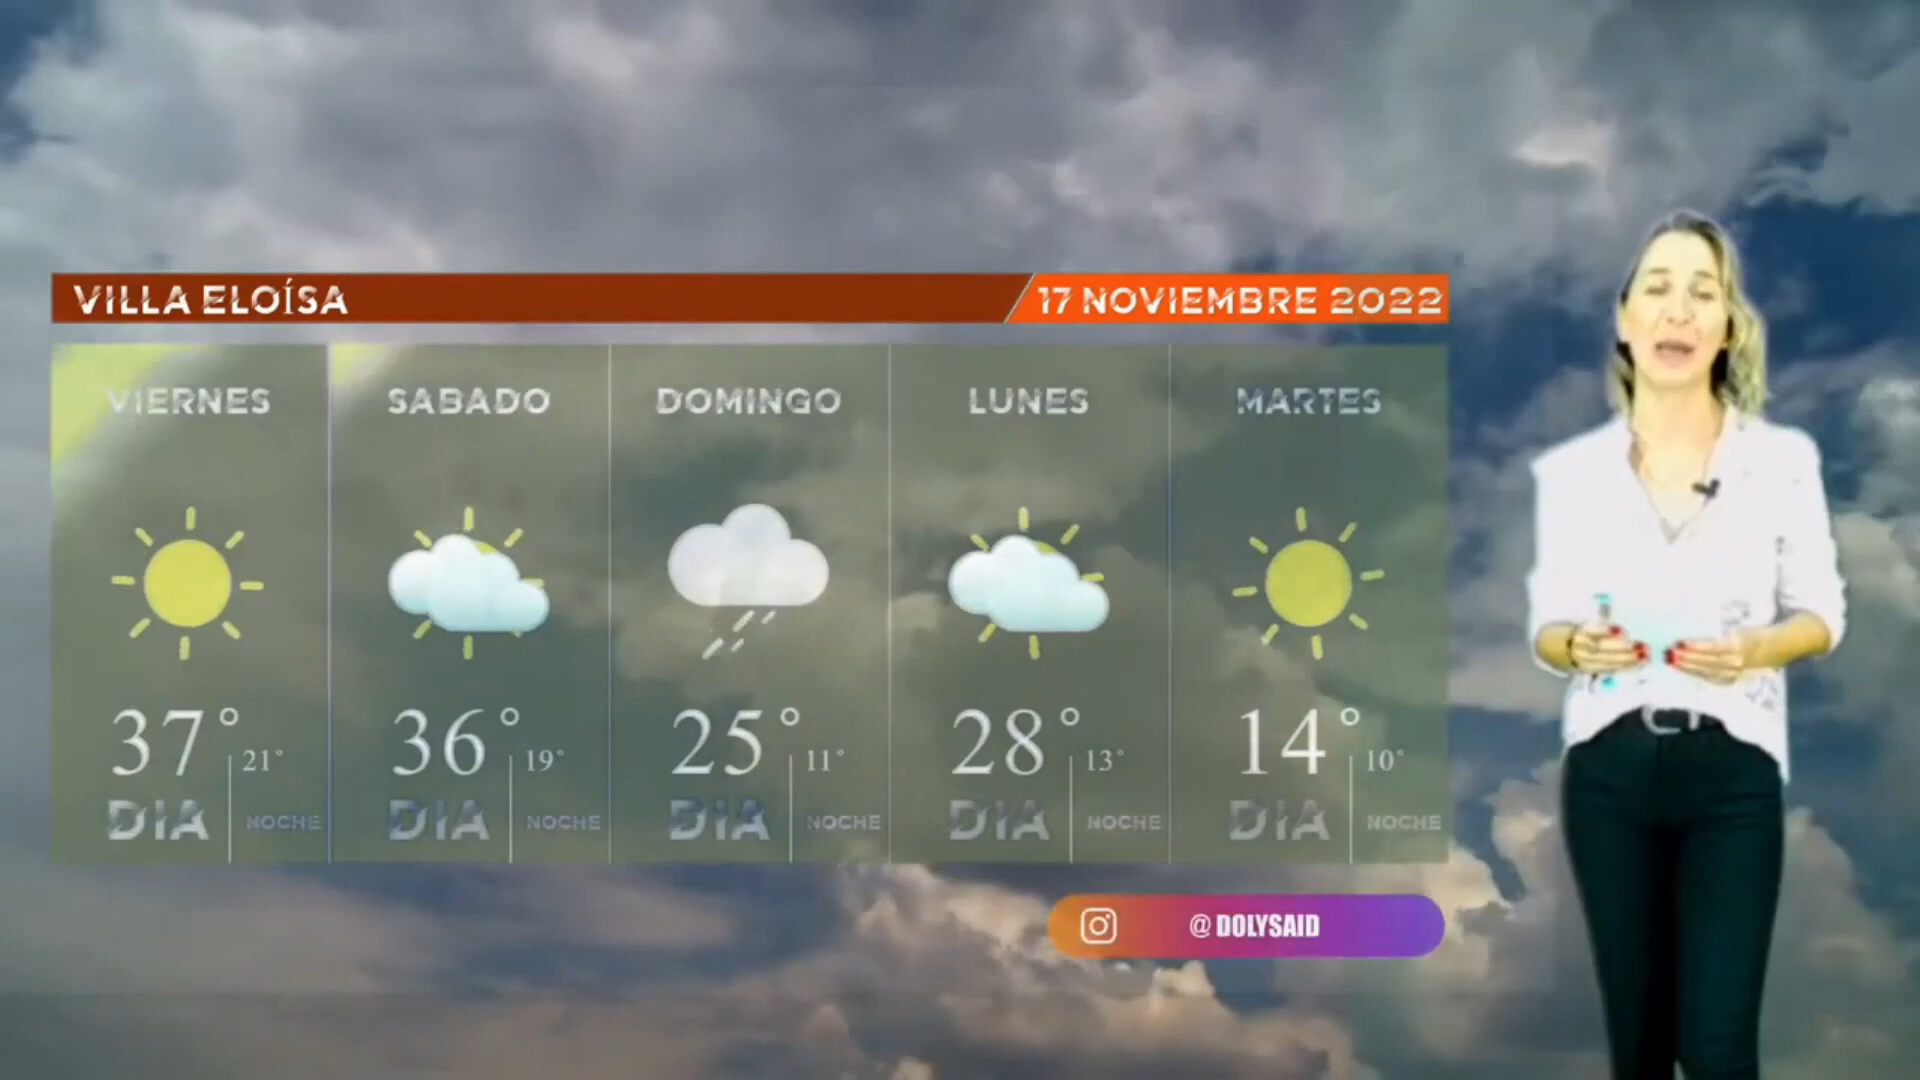 VILLA ELOÍSA
17 NOVIEMBRE 2022
VIERNES
SABADO
DOMINGO
LUNES
MARTES
37° 21°
36° 19°
25° 11°
28° 13°
14° 10°
DIA NOCHE
DIA NOCHE
DIA NOCHE
DIA NOCHE
DIA NOCHE
@DOLYSAID